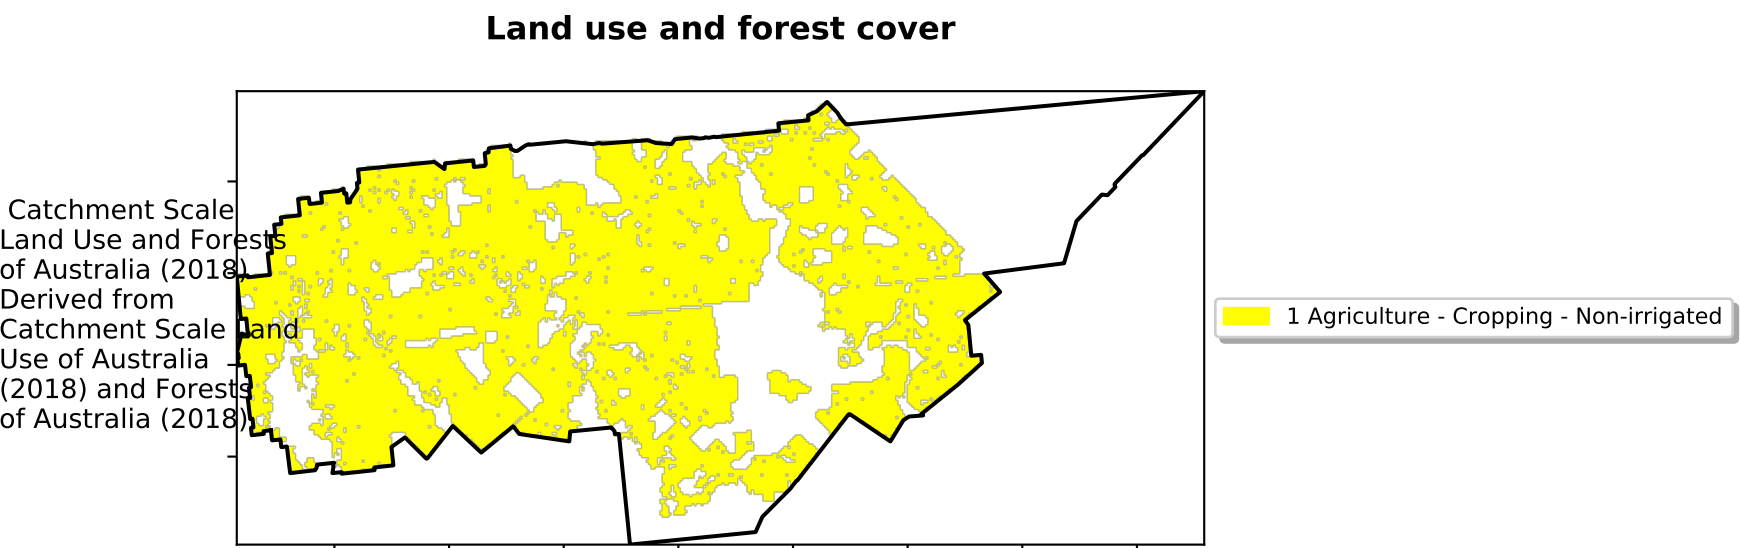 Land use and forest cover
Catchment Scale
Land Use and Forests
of Australia (2018)
Derived from
Catchment Scale Land
Use of Australia
(2018) and Forests
of Australia (2018)
1 Agriculture - Cropping - Non-irrigated